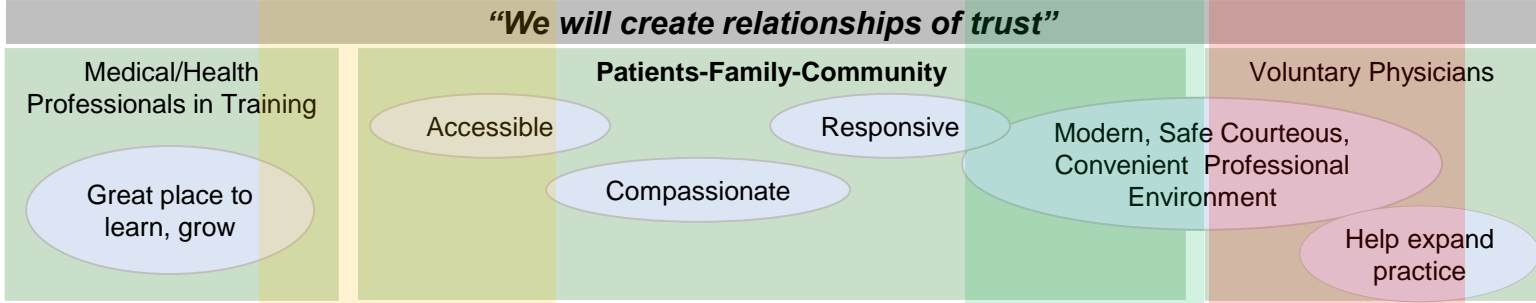 “We will create relationships of trust”
Medical/Health
Professionals in Training
Great place to
learn, grow
Patients-Family-Community
Accessible
Responsive
Compassionate
Modern, Safe Courteous,
Convenient Professional
Environment
Voluntary Physicians
Help expand
practice